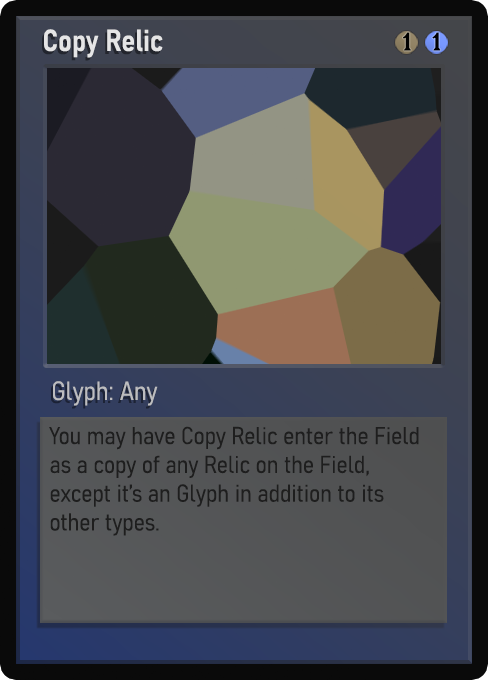 Copy Relic 1 1
Glyph: Any
You may have Copy Relic enter the Field
as a copy of any Relic on the Field,
except it's an Glyph in addition to its
other types.